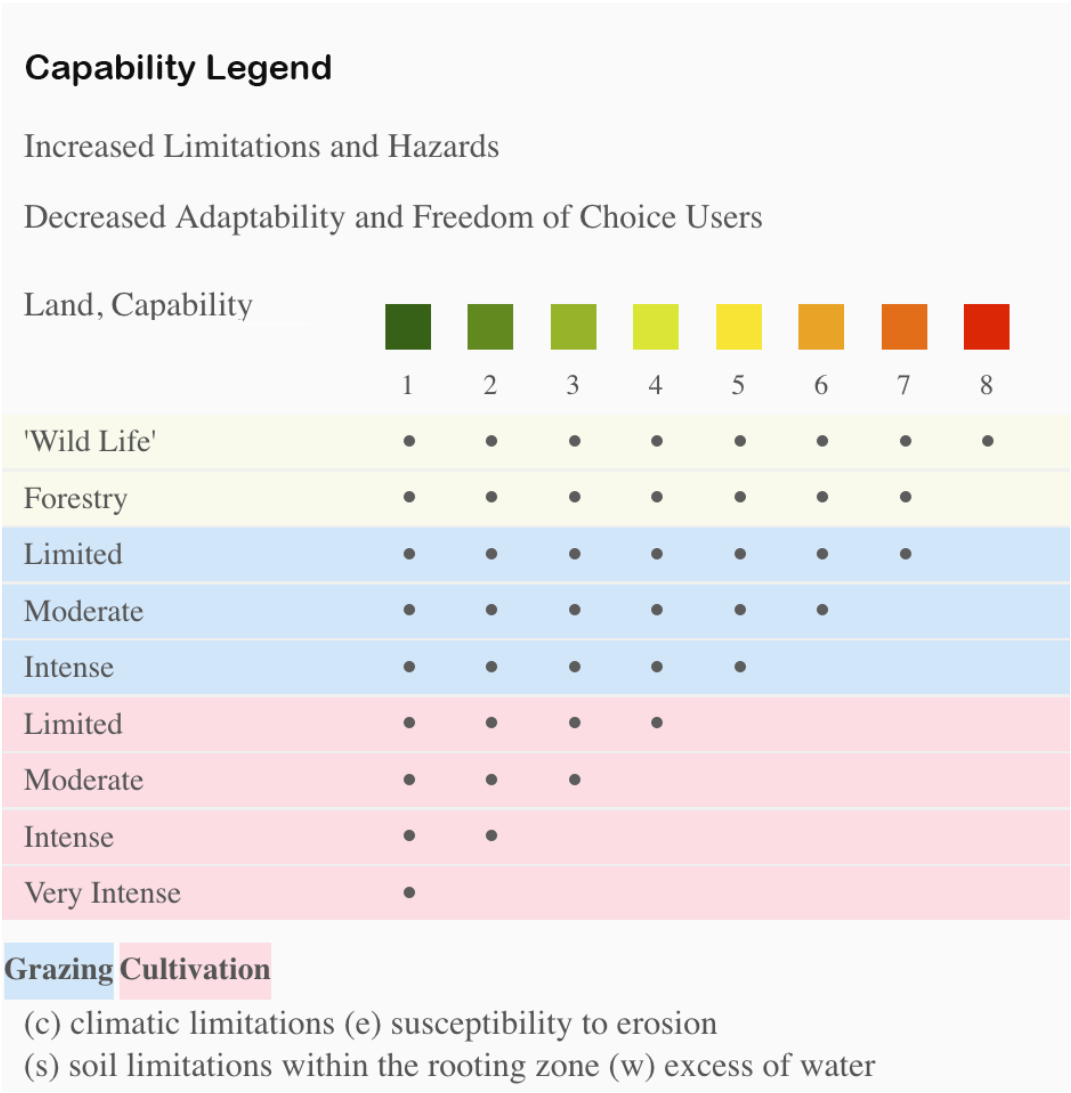 Capability Legend
Increased Limitations and Hazards
Decreased Adaptability and Freedom of Choice Users
Land, Capability
1 2 3 4 5 6 7 8
'Wild Life'
Forestry
Limited
Moderate
Intense
Limited
Moderate
Intense
Very Intense
Grazing Cultivation
(c) climatic limitations (e) susceptibility to erosion
(s) soil limitations within the rooting zone (w) excess of water